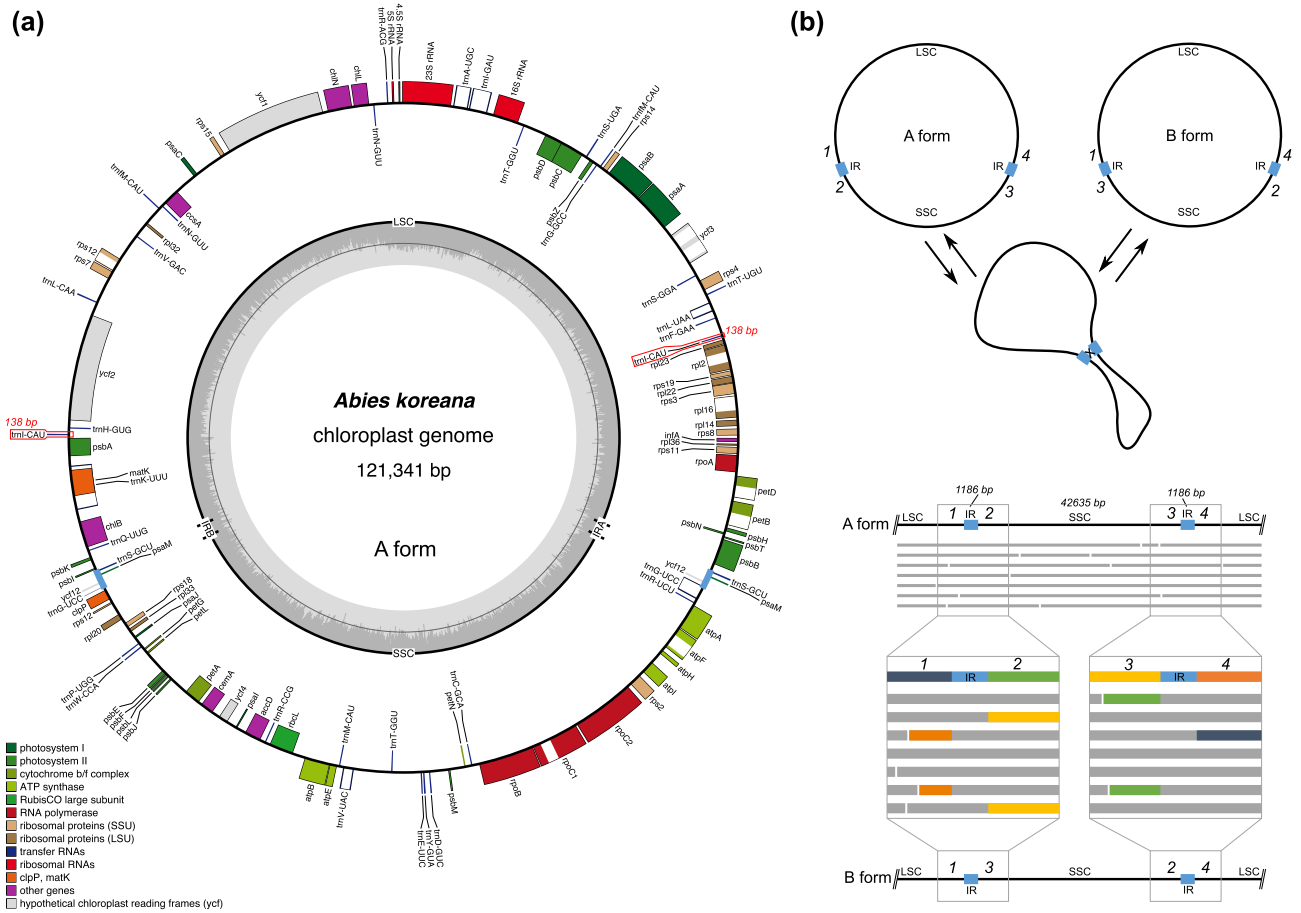 (a)
4.5S rRNA
5S rRNA
trnR-ACG
23S rRNA
trnA-UGC
trnI-GAU
16S rRNA
chlL
chlN
ycf1
rps15
psaC
trnN-GUU
trnT-GGU
psbD
psbC
trnS-UGA
trnfM-CAU
rps14
psaB
psaA
psbZ
trnG-GCC
ycf3
trnfM-CAU
ccsA
trnN-GUU
rpl32
trnV-GAC
rps12
rps7
trnL-CAA
ycf2
rps4
trnT-UGU
trnS-GGA
trnL-UAA
trnF-GAA
138 bp
trnI-CAU
rpl23
rpl2
rps19
rpl22
rps3
rpl16
rpl14
rps8
infA
rpl36
rps11
rpoA
petD
petB
psbN
psbH
psbT
psbB
ycf12
trnG-UCC
trnR-UCU
trnS-GCU
psaM
atpA
atpF
atpH
atpI
rps2
rpoC2
rpoC1
rpoB
trnC-GCA
petN
psbM
trnD-GUC
trnY-GUA
trnE-UUC
trnT-GGU
trnM-CAU
trnV-UAC
atpE
atpB
rbcL
trnR-CCG
accD
psaI
ycf4
cemA
petA
psbJ
psbL
psbF
psbE
trnW-CCA
trnP-UGG
petL
petG
psaJ
rpl33
rps18
rpl20
rps12
clpP
trnG-UCC
ycf12
psbI
psbK
psaM
trnS-GCU
trnQ-UUG
chlB
trnK-UUU
matK
psbA
138 bp
trnI-CAU
trnH-GUG
LSC
IRB
IRA
SSC
Abies koreana
chloroplast genome
121,341 bp
A form
photosystem I
photosystem II
cytochrome b/f complex
ATP synthase
RubisCO large subunit
RNA polymerase
ribosomal proteins (SSU)
ribosomal proteins (LSU)
transfer RNAs
ribosomal RNAs
clpP, matK
other genes
hypothetical chloroplast reading frames (ycf)
(b)
LSC
A form
1
IR
2
IR
4
3
SSC
LSC
B form
1
IR
3
IR
4
2
SSC
1186 bp
42635 bp
1186 bp
A form
LSC
1
IR
2
SSC
3
IR
4
LSC
1
2
IR
3
4
IR
B form
LSC
1
3
IR
SSC
2
4
IR
LSC